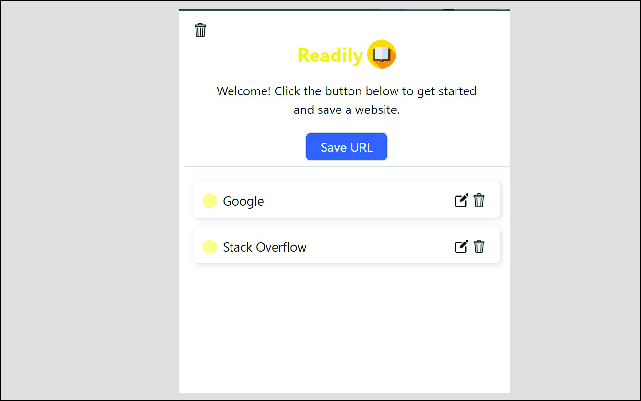 Readily
Welcome! Click the button below to get started
and save a website.
Save URL
Google
Stack Overflow